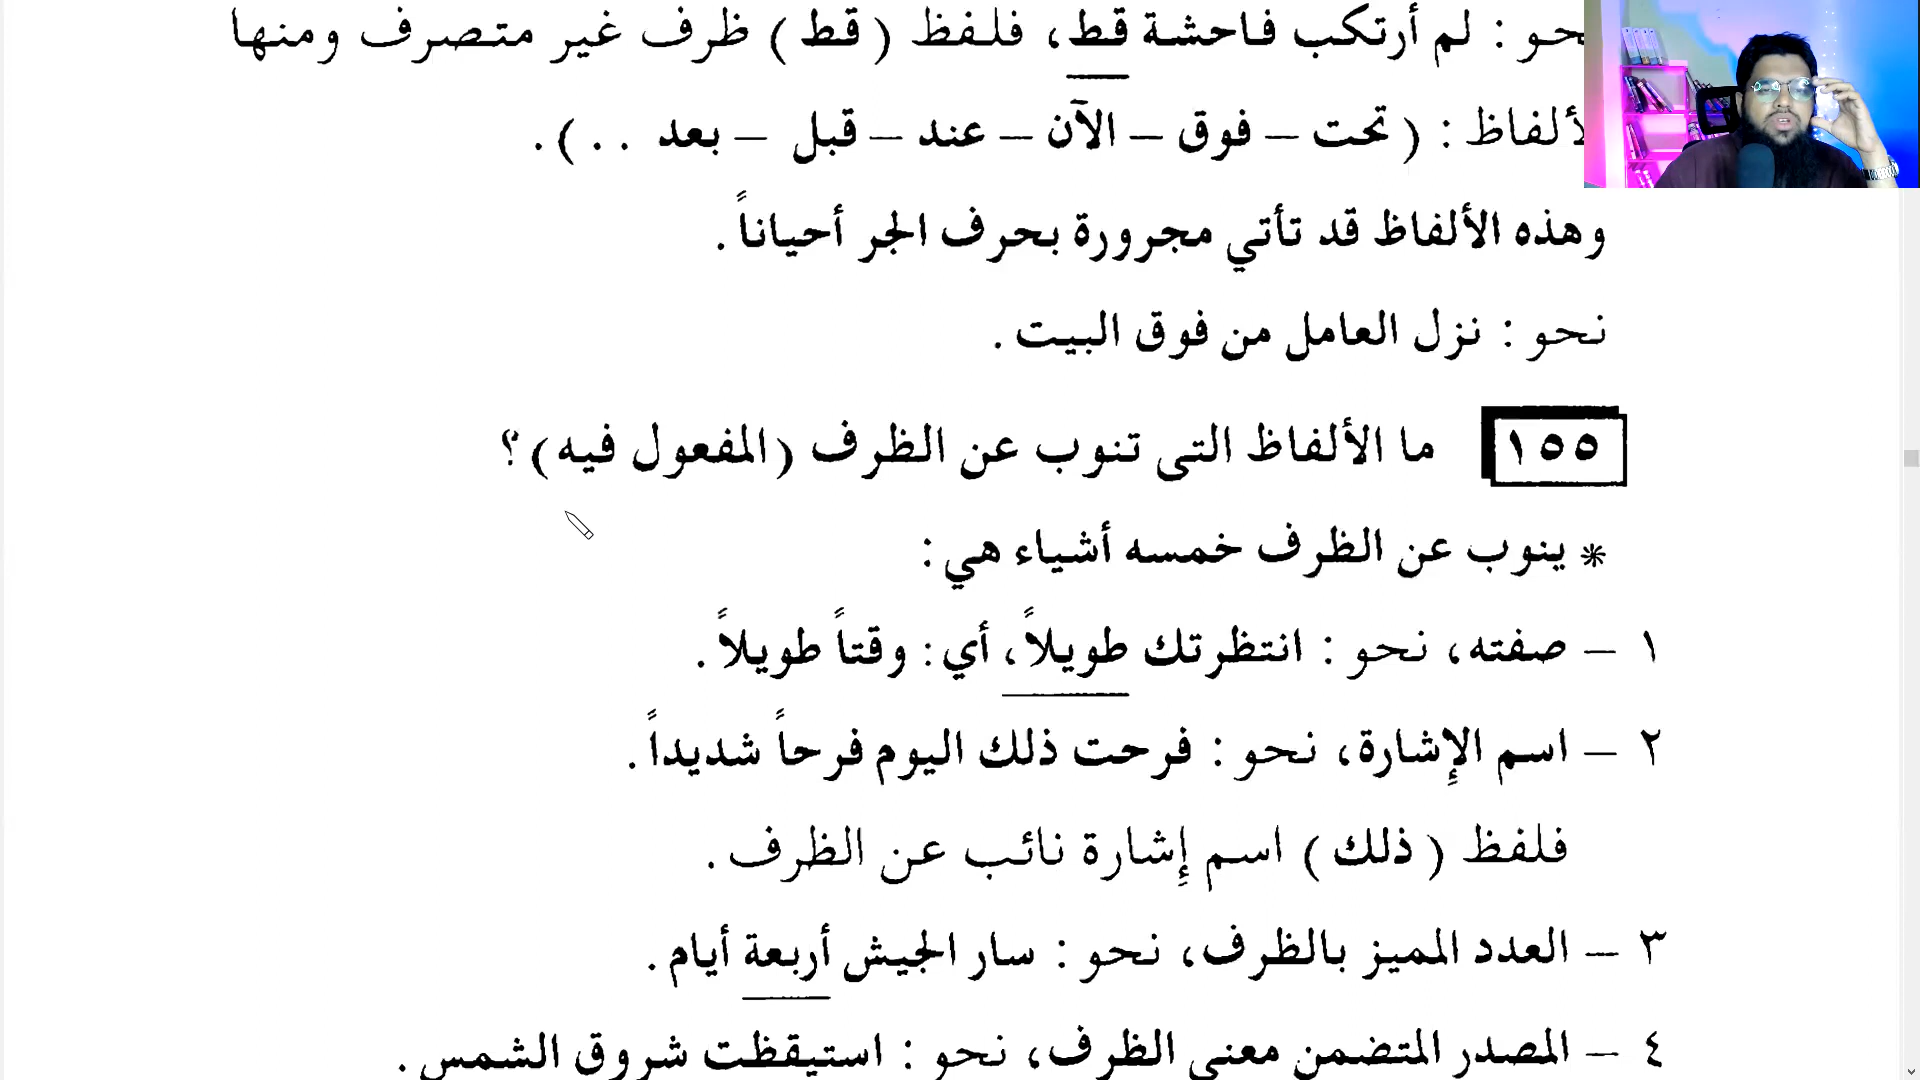 نحو : لم أرتكب فاحشة قط، فلفظ ( قط ) ظرف غير متصرف ومنها
ألفاظ : ( تحت – فوق – الآن – عند – قبل – بعد . . ) .
وهذه الألفاظ قد تأتي مجرورة بحرف الجر أحياناً .
نحو : نزل العامل من فوق البيت .
١٥٥ ما الألفاظ التى تنوب عن الظرف (المفعول فيه) ؟
* ينوب عن الظرف خمسه أشياء هي :
١ – صفته، نحو : انتظرتك طويلاً، أي : وقتاً طويلاً .
٢ – اسم الإِشارة، نحو : فرحت ذلك اليوم فرحاً شديداً .
فلفظ ( ذلك ) اسم إِشارة نائب عن الظرف .
٣ – العدد المميز بالظرف، نحو : سار الجيش أربعة أيام .
٤ – المصدر المتضمن معنى الظرف، نحو : استيقظت شروق الشمس .